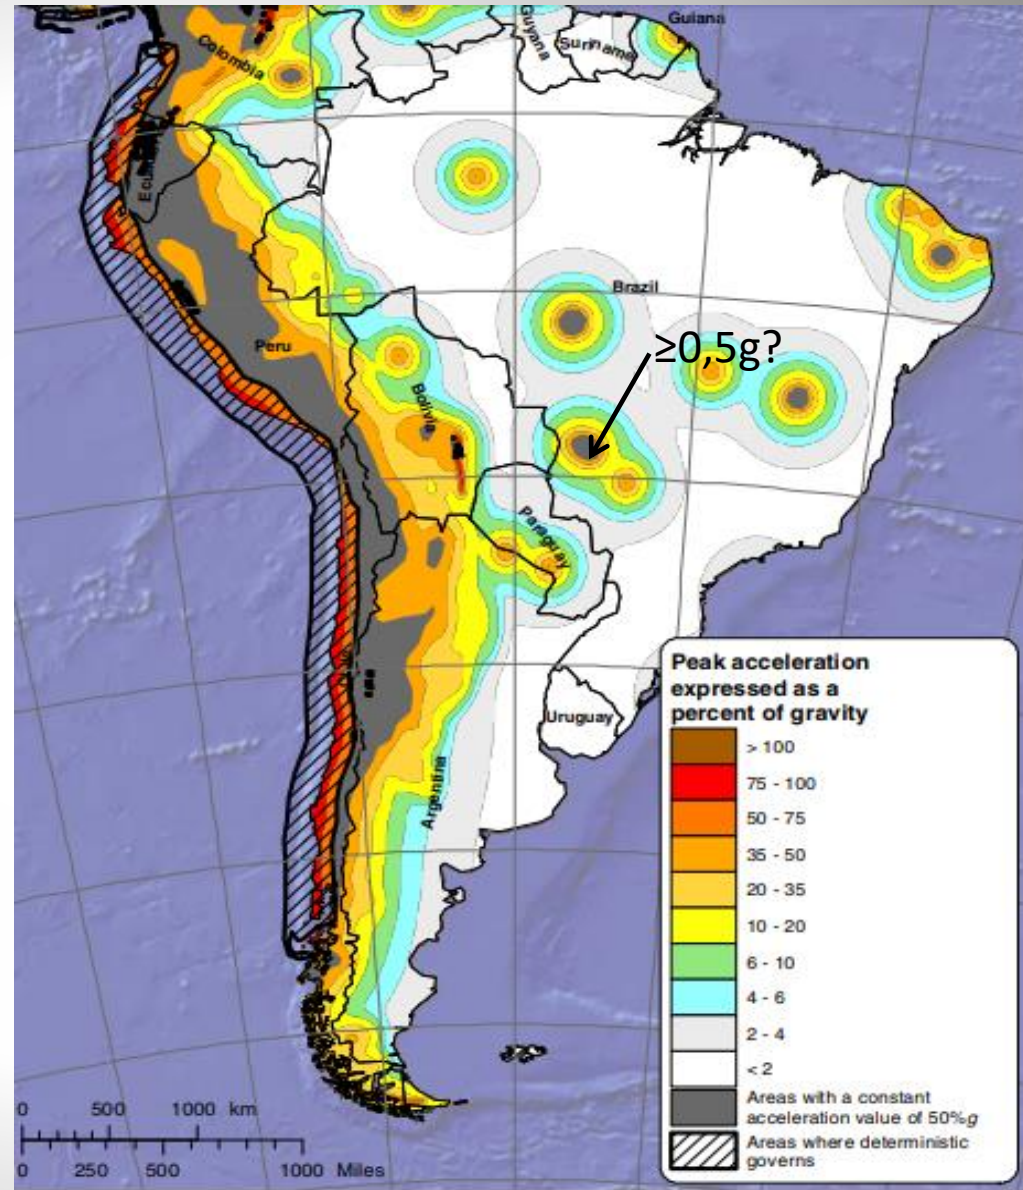 Guiana
Guyana
Suriname
Colombia
Brazil
≥0,5g?
Peru
Bolivia
Paraguay
Uruguay
Argentina
Peak acceleration
expressed as a
percent of gravity
> 100
75 - 100
50 - 75
35 - 50
20 - 35
10 - 20
6 - 10
4 - 6
2 - 4
< 2
Areas with a constant
acceleration value of 50%g
Areas where deterministic
governs
0 500 1000 km
0 250 500 1000 Miles